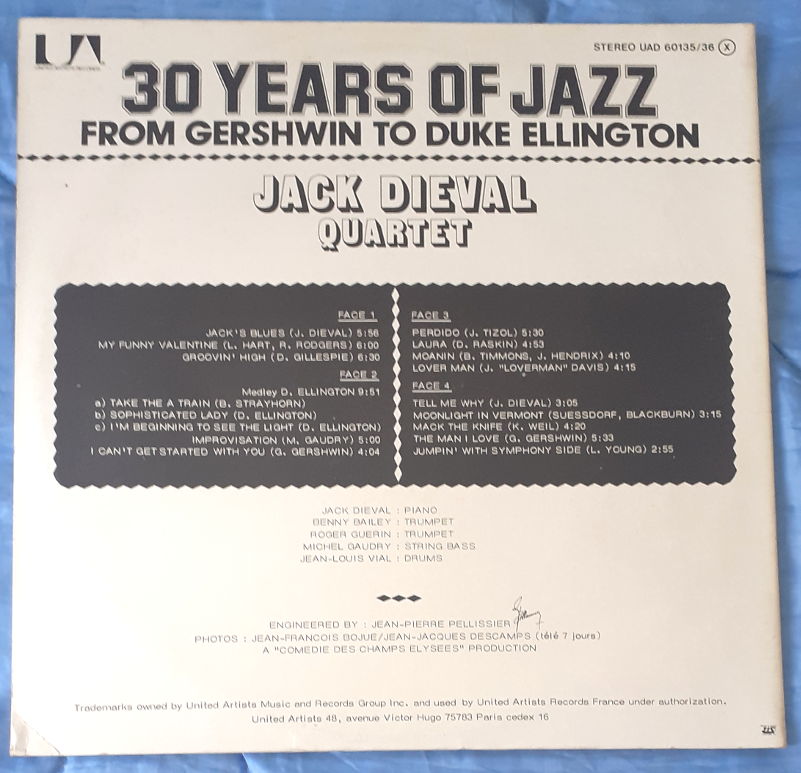 UNITED ARTISTS RECORDS
STEREO UAD 60135/36 X
30 YEARS OF JAZZ
FROM GERSHWIN TO DUKE ELLINGTON
JACK DIEVAL
QUARTET
FACE 1
JACK'S BLUES (J. DIEVAL) 5:56
MY FUNNY VALENTINE (L. HART, R. RODGERS) 6:00
GROOVIN' HIGH (D. GILLESPIE) 6:30
FACE 2
Medley D. ELLINGTON 9:51
a) TAKE THE A TRAIN (B. STRAYHORN)
b) SOPHISTICATED LADY (D. ELLINGTON)
c) I'M BEGINNING TO SEE THE LIGHT (D. ELLINGTON)
IMPROVISATION (M. GAUDRY) 5:00
I CAN'T GET STARTED WITH YOU (G. GERSHWIN) 4:04
FACE 3
PERDIDO (J. TIZOL) 5:30
LAURA (D. RASKIN) 4:53
MOANIN (B. TIMMONS, J. HENDRIX) 4:10
LOVER MAN (J. "LOVERMAN" DAVIS) 4:15
FACE 4
TELL ME WHY (J. DIEVAL) 3:05
MOONLIGHT IN VERMONT (SUESSDORF, BLACKBURN) 3:15
MACK THE KNIFE (K. WEIL) 4:20
THE MAN I LOVE (G. GERSHWIN) 5:33
JUMPIN' WITH SYMPHONY SIDE (L. YOUNG) 2:55
JACK DIEVAL : PIANO
BENNY BAILEY : TRUMPET
ROGER GUERIN : TRUMPET
MICHEL GAUDRY : STRING BASS
JEAN-LOUIS VIAL : DRUMS
ENGINEERED BY : JEAN-PIERRE PELLISSIER
PHOTOS : JEAN-FRANCOIS BOJUE/JEAN-JACQUES DESCAMPS (télé 7 jours)
A "COMEDIE DES CHAMPS ELYSEES" PRODUCTION
Trademarks owned by United Artists Music and Records Group Inc. and used by United Artists Records France under authorization.
United Artists 48, avenue Victor Hugo 75783 Paris cedex 16